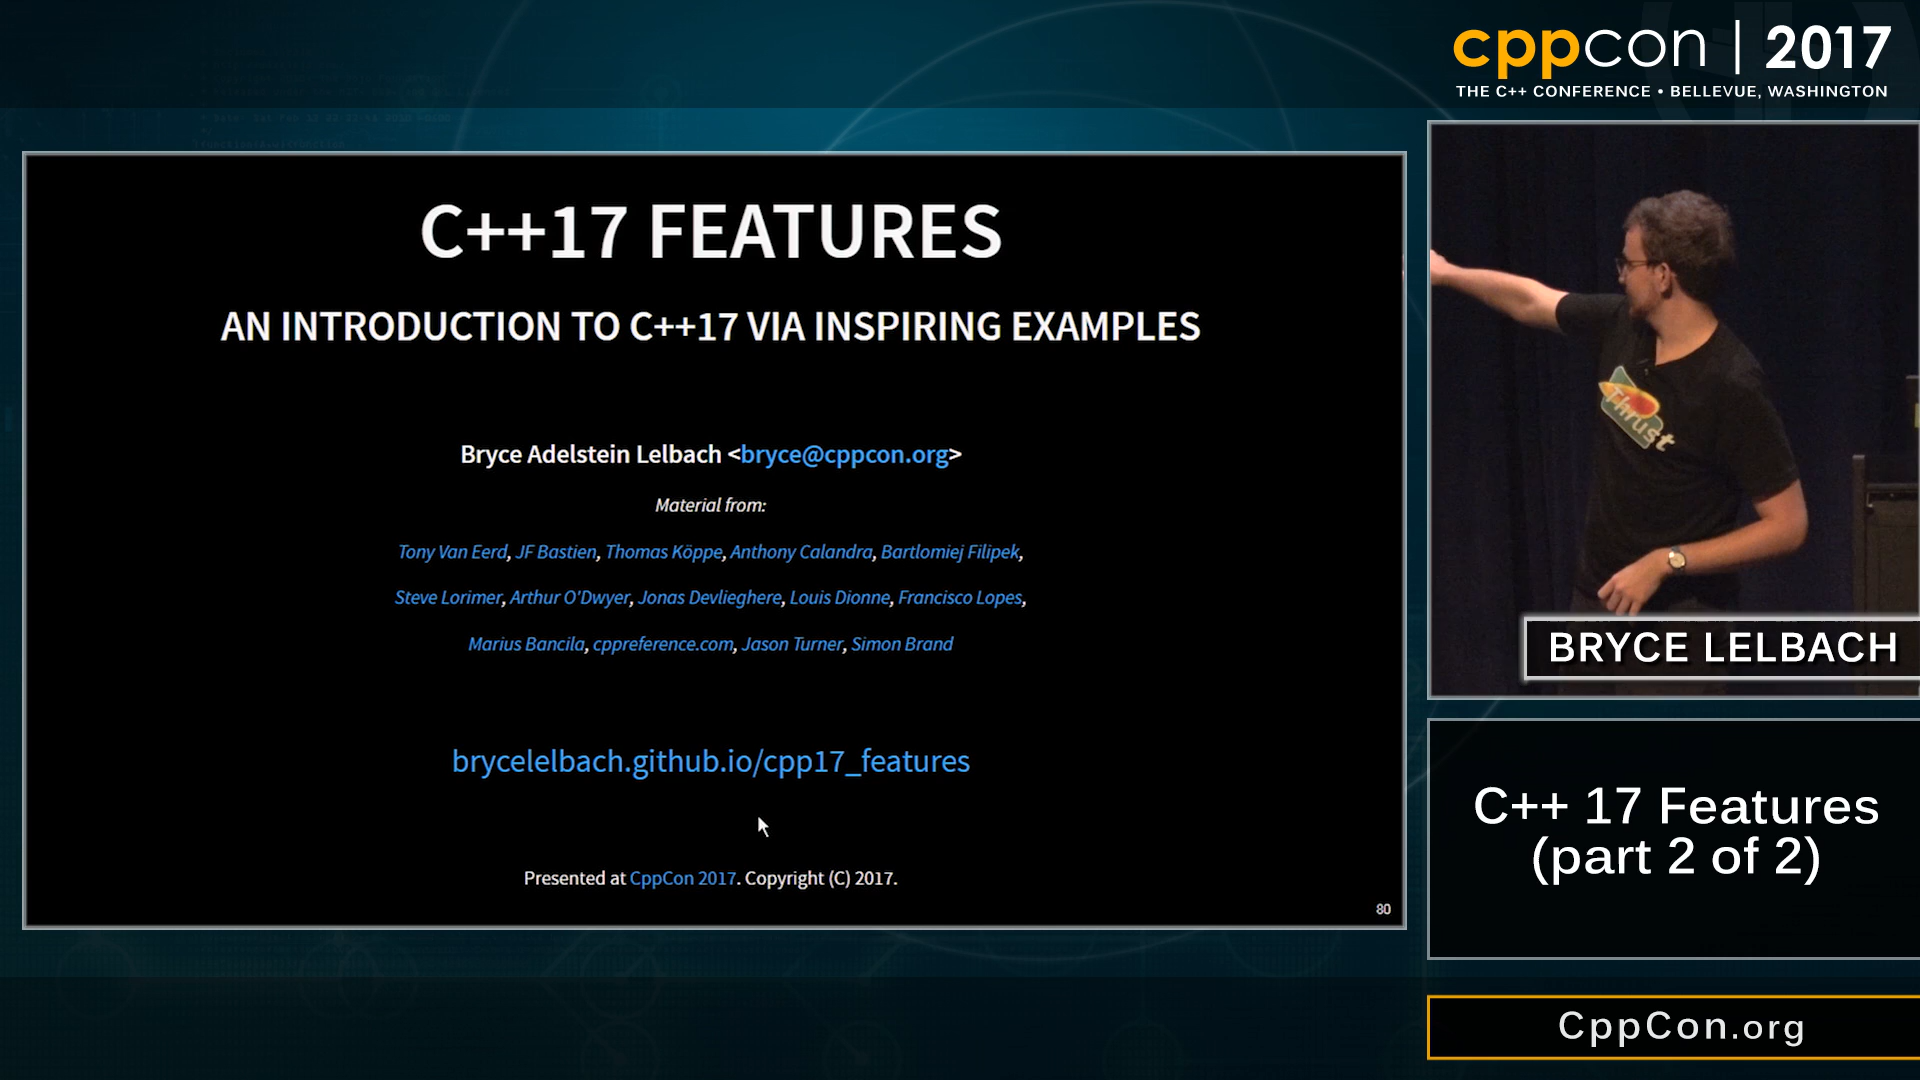 cppcon | 2017
THE C++ CONFERENCE • BELLEVUE, WASHINGTON
C++17 FEATURES
AN INTRODUCTION TO C++17 VIA INSPIRING EXAMPLES
Bryce Adelstein Lelbach <bryce@cppcon.org>
Material from:
Tony Van Eerd, JF Bastien, Thomas Köppe, Anthony Calandra, Bartlomiej Filipek,
Steve Lorimer, Arthur O'Dwyer, Jonas Devlieghere, Louis Dionne, Francisco Lopes,
Marius Bancila, cppreference.com, Jason Turner, Simon Brand
brycelelbach.github.io/cpp17_features
Presented at CppCon 2017. Copyright (C) 2017.
80
Thrust
BRYCE LELBACH
C++ 17 Features
(part 2 of 2)
CppCon.org